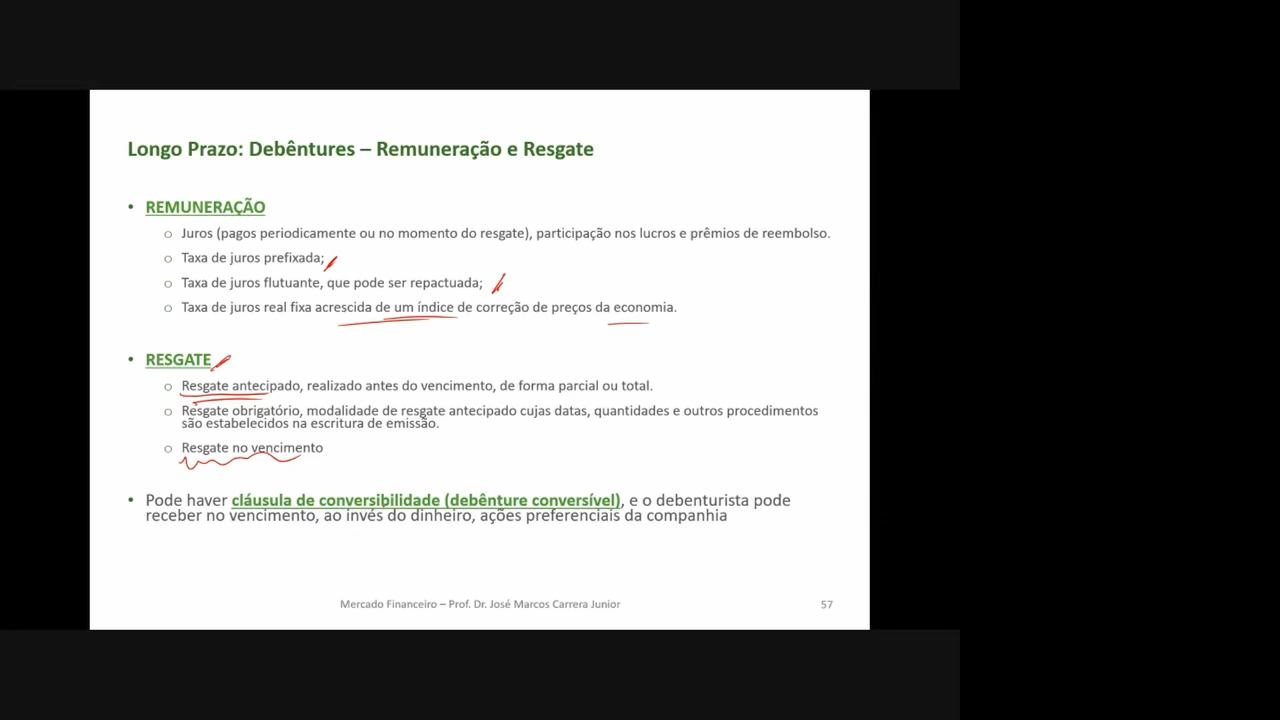 Longo Prazo: Debêntures – Remuneração e Resgate
• REMUNERAÇÃO
o Juros (pagos periodicamente ou no momento do resgate), participação nos lucros e prêmios de reembolso.
o Taxa de juros prefixada;
o Taxa de juros flutuante, que pode ser repactuada;
o Taxa de juros real fixa acrescida de um índice de correção de preços da economia.
• RESGATE
o Resgate antecipado, realizado antes do vencimento, de forma parcial ou total.
o Resgate obrigatório, modalidade de resgate antecipado cujas datas, quantidades e outros procedimentos
são estabelecidos na escritura de emissão.
o Resgate no vencimento
• Pode haver cláusula de conversibilidade (debênture conversível), e o debenturista pode
receber no vencimento, ao invés do dinheiro, ações preferenciais da companhia
Mercado Financeiro – Prof. Dr. José Marcos Carrera Junior
57